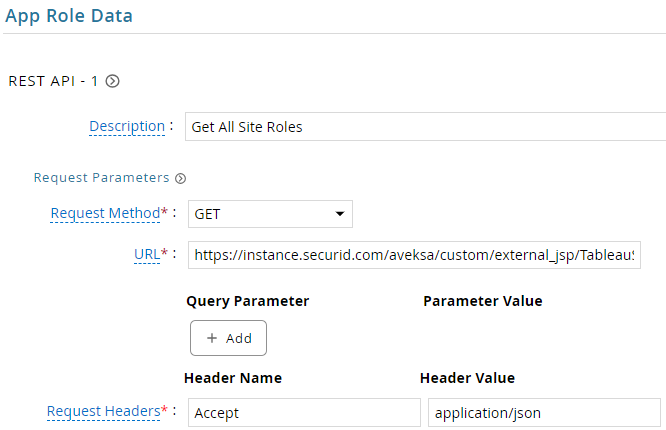 App Role Data
REST API - 1
Description :
Get All Site Roles
Request Parameters
Request Method* :
GET
URL* :
https://instance.securid.com/aveksa/custom/external_jsp/Tableau
Query Parameter Parameter Value
+ Add
Header Name Header Value
Request Headers* :
Accept
application/json